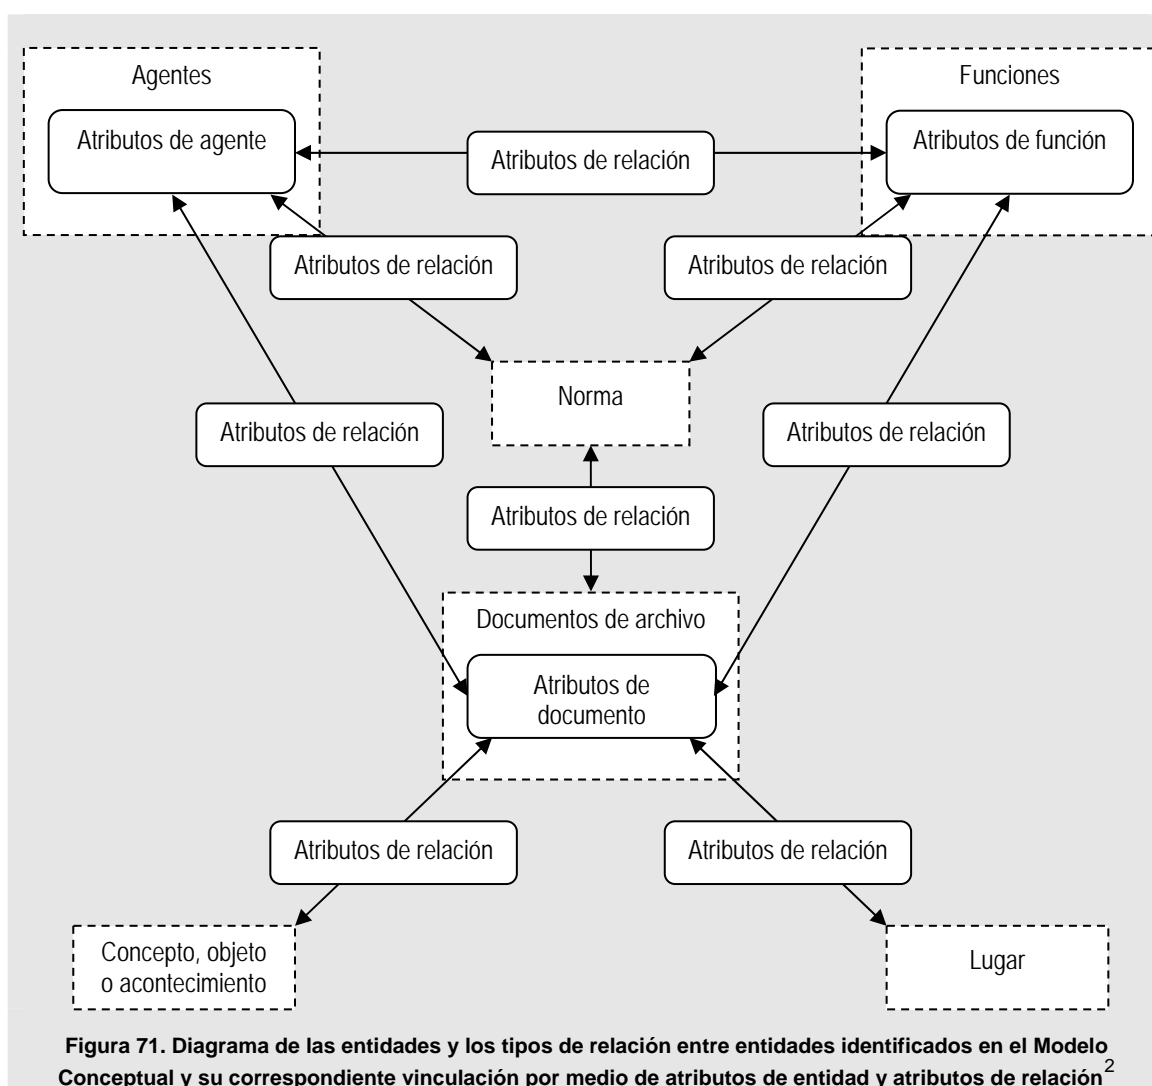 Agentes
Funciones
Atributos de agente
Atributos de relación
Atributos de función
Atributos de relación
Atributos de relación
Norma
Atributos de relación
Atributos de relación
Atributos de relación
Documentos de archivo
Atributos de
documento
Atributos de relación
Atributos de relación
Concepto, objeto
o acontecimiento
Lugar
Figura 71. Diagrama de las entidades y los tipos de relación entre entidades identificados en el Modelo
Conceptual y su correspondiente vinculación por medio de atributos de entidad y atributos de relación2